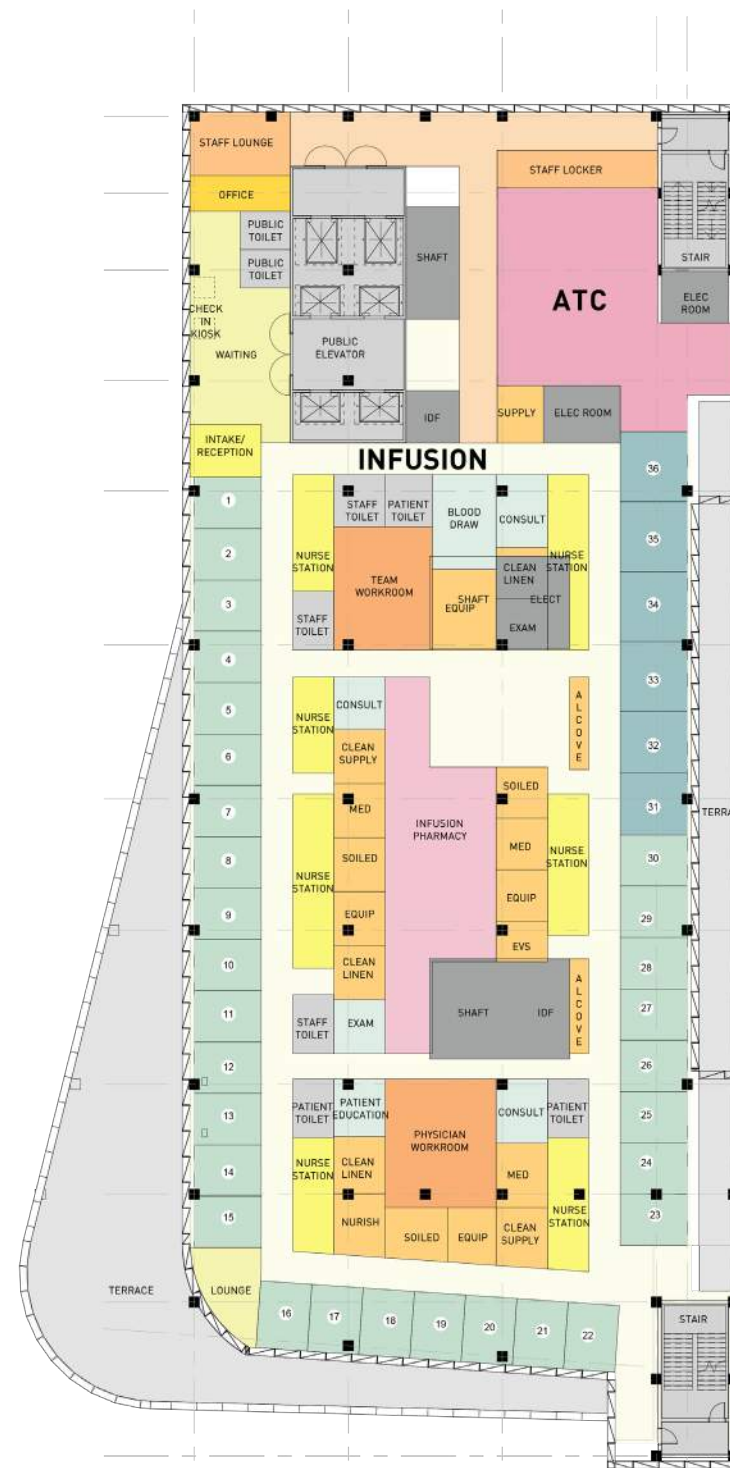 STAFF LOUNGE
STAFF LOCKER
OFFICE
PUBLIC
TOILET
PUBLIC
TOILET
SHAFT
STAIR
ELEC
ROOM
ATC
CHECK
IN
KIOSK
WAITING
PUBLIC
ELEVATOR
IDF
SUPPLY
ELEC ROOM
INTAKE/
RECEPTION
INFUSION
1
2
3
4
5
6
7
8
9
10
11
12
13
14
15
NURSE
STATION
STAFF
TOILET
PATIENT
TOILET
BLOOD
DRAW
CONSULT
NURSE
STATION
TEAM
WORKROOM
CLEAN
LINEN
SHAFT
ELECT
EQUIP
EXAM
STAFF
TOILET
36
35
34
33
32
31
30
29
28
27
26
25
24
23
NURSE
STATION
CONSULT
CLEAN
SUPPLY
MED
SOILED
EQUIP
CLEAN
LINEN
EXAM
NURSE
STATION
STAFF
TOILET
INFUSION
PHARMACY
SOILED
MED
EQUIP
EVS
NURSE
STATION
ALCOVE
ALCOVE
SHAFT
IDF
TERRA
PATIENT
TOILET
PATIENT
EDUCATION
PHYSICIAN
WORKROOM
CONSULT
PATIENT
TOILET
NURSE
STATION
CLEAN
LINEN
MED
NURISH
SOILED
EQUIP
CLEAN
SUPPLY
NURSE
STATION
TERRACE
LOUNGE
16
17
18
19
20
21
22
STAIR